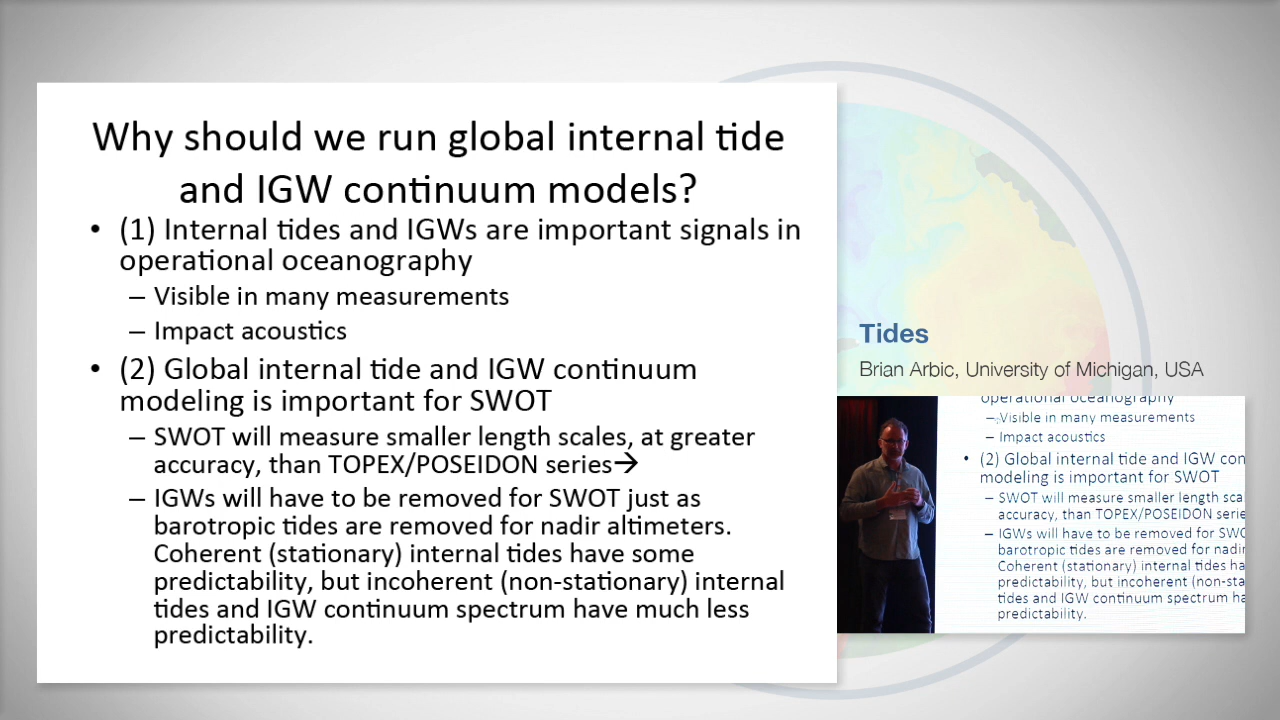 Why should we run global internal tide
and IGW continuum models?
• (1) Internal tides and IGWs are important signals in
operational oceanography
– Visible in many measurements
– Impact acoustics
• (2) Global internal tide and IGW continuum
modeling is important for SWOT
– SWOT will measure smaller length scales, at greater
accuracy, than TOPEX/POSEIDON series→
– IGWs will have to be removed for SWOT just as
barotropic tides are removed for nadir altimeters.
Coherent (stationary) internal tides have some
predictability, but incoherent (non-stationary) internal
tides and IGW continuum spectrum have much less
predictability.
Tides
Brian Arbic, University of Michigan, USA
operational oceanography
– Visible in many measurements
– Impact acoustics
• (2) Global internal tide and IGW con
modeling is important for SWOT
– SWOT will measure smaller length sca
accuracy, than TOPEX/POSEIDON serie
– IGWs will have to be removed for SWO
barotropic tides are removed for nadir
Coherent (stationary) internal tides ha
predictability, but incoherent (non-sta
tides and IGW continuum spectrum ha
predictability.